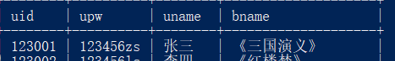 | uid | upw | uname | bname |
| 123001 | 123456zs | 张三 | 《三国演义》 |